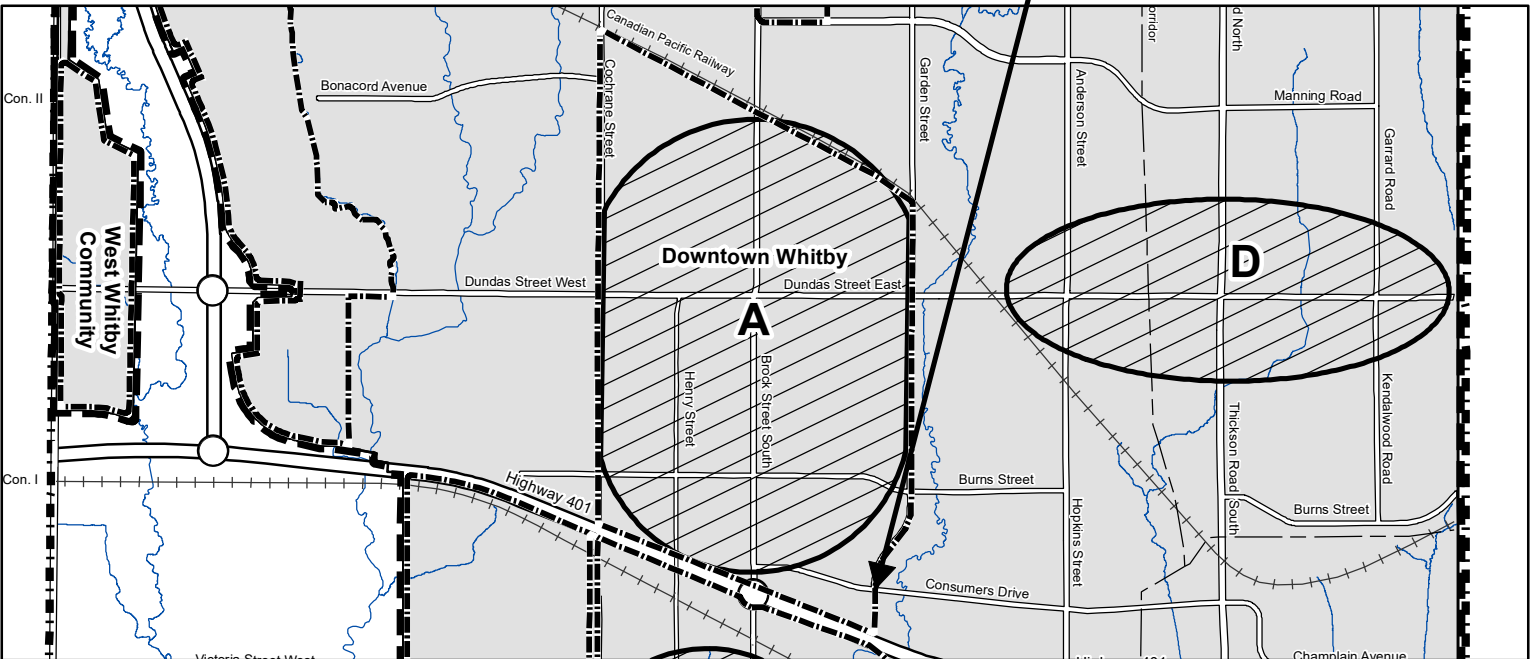 Canadian Pacific Railway
orridor
d North
Bonacord Avenue
Cochrane Street
Garden Street
Anderson Street
Manning Road
Con. II
Garrard Road
West Whitby
Community
Downtown Whitby
D
Dundas Street West
Dundas Street East
A
Henry Street
Brock Street South
Thickson Road South
Kendalwood Road
Con. I
Highway 401
Burns Street
Hopkins Street
Burns Street
Consumers Drive
Victoria Street West
Champlain Avenue